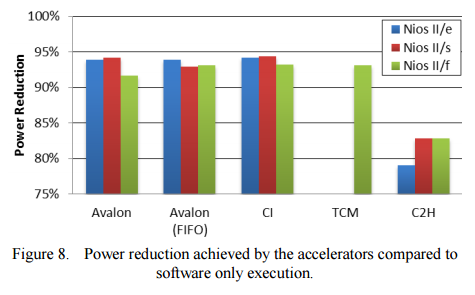 100%
95%
90%
85%
80%
75%
Power Reduction
Nios II/e
Nios II/s
Nios II/f
Avalon
Avalon
(FIFO)
CI
TCM
C2H
Figure 8. Power reduction achieved by the accelerators compared to
software only execution.